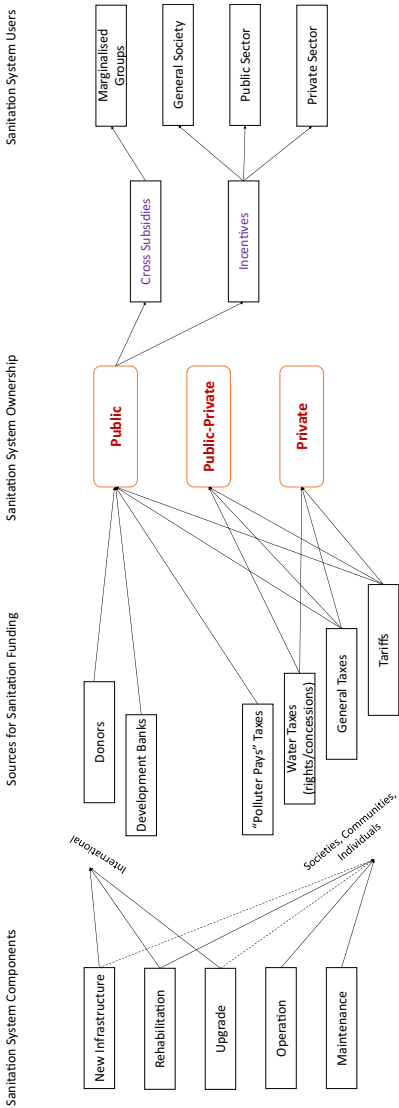 Sanitation System Components
New Infrastructure
Rehabilitation
Upgrade
Operation
Maintenance
International
Societies, Communities,
Individuals
Sources for Sanitation Funding
Donors
Development Banks
"Polluter Pays" Taxes
Water Taxes
(rights/concessions)
General Taxes
Tariffs
Sanitation System Ownership
Public
Public-Private
Private
Cross Subsidies
Incentives
Sanitation System Users
Marginalised
Groups
General Society
Public Sector
Private Sector